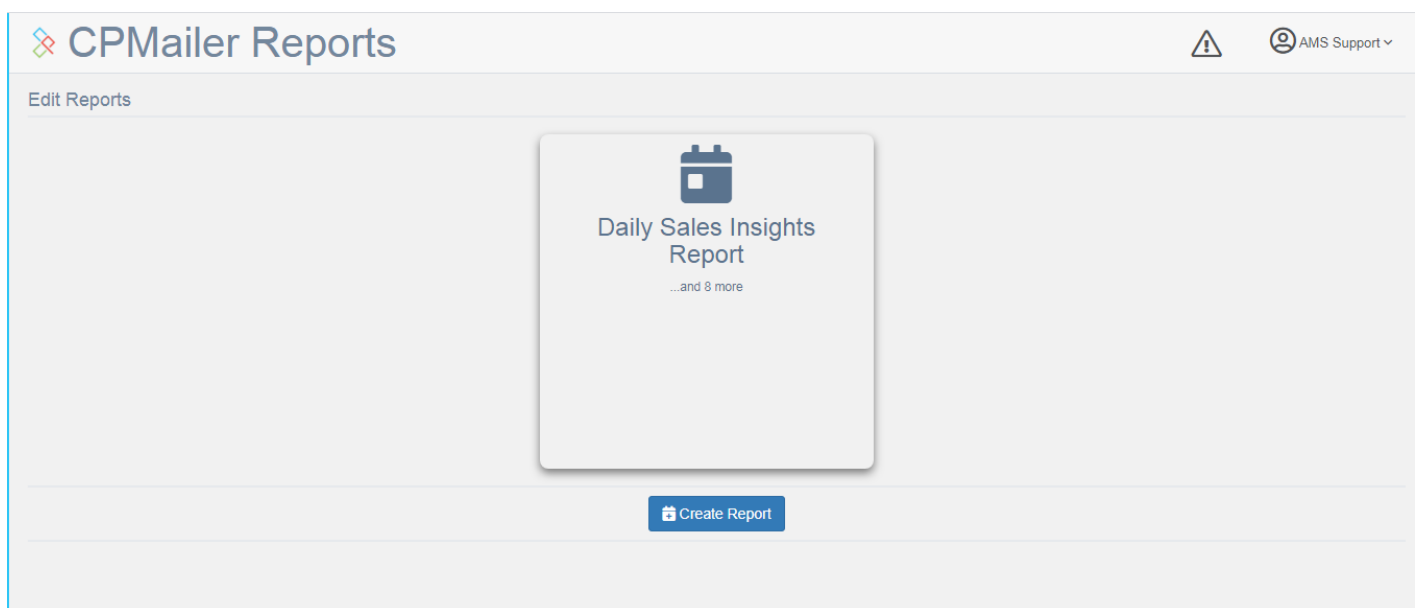 CPMailer Reports
AMS Support
Edit Reports
Daily Sales Insights
Report
...and 8 more
Create Report